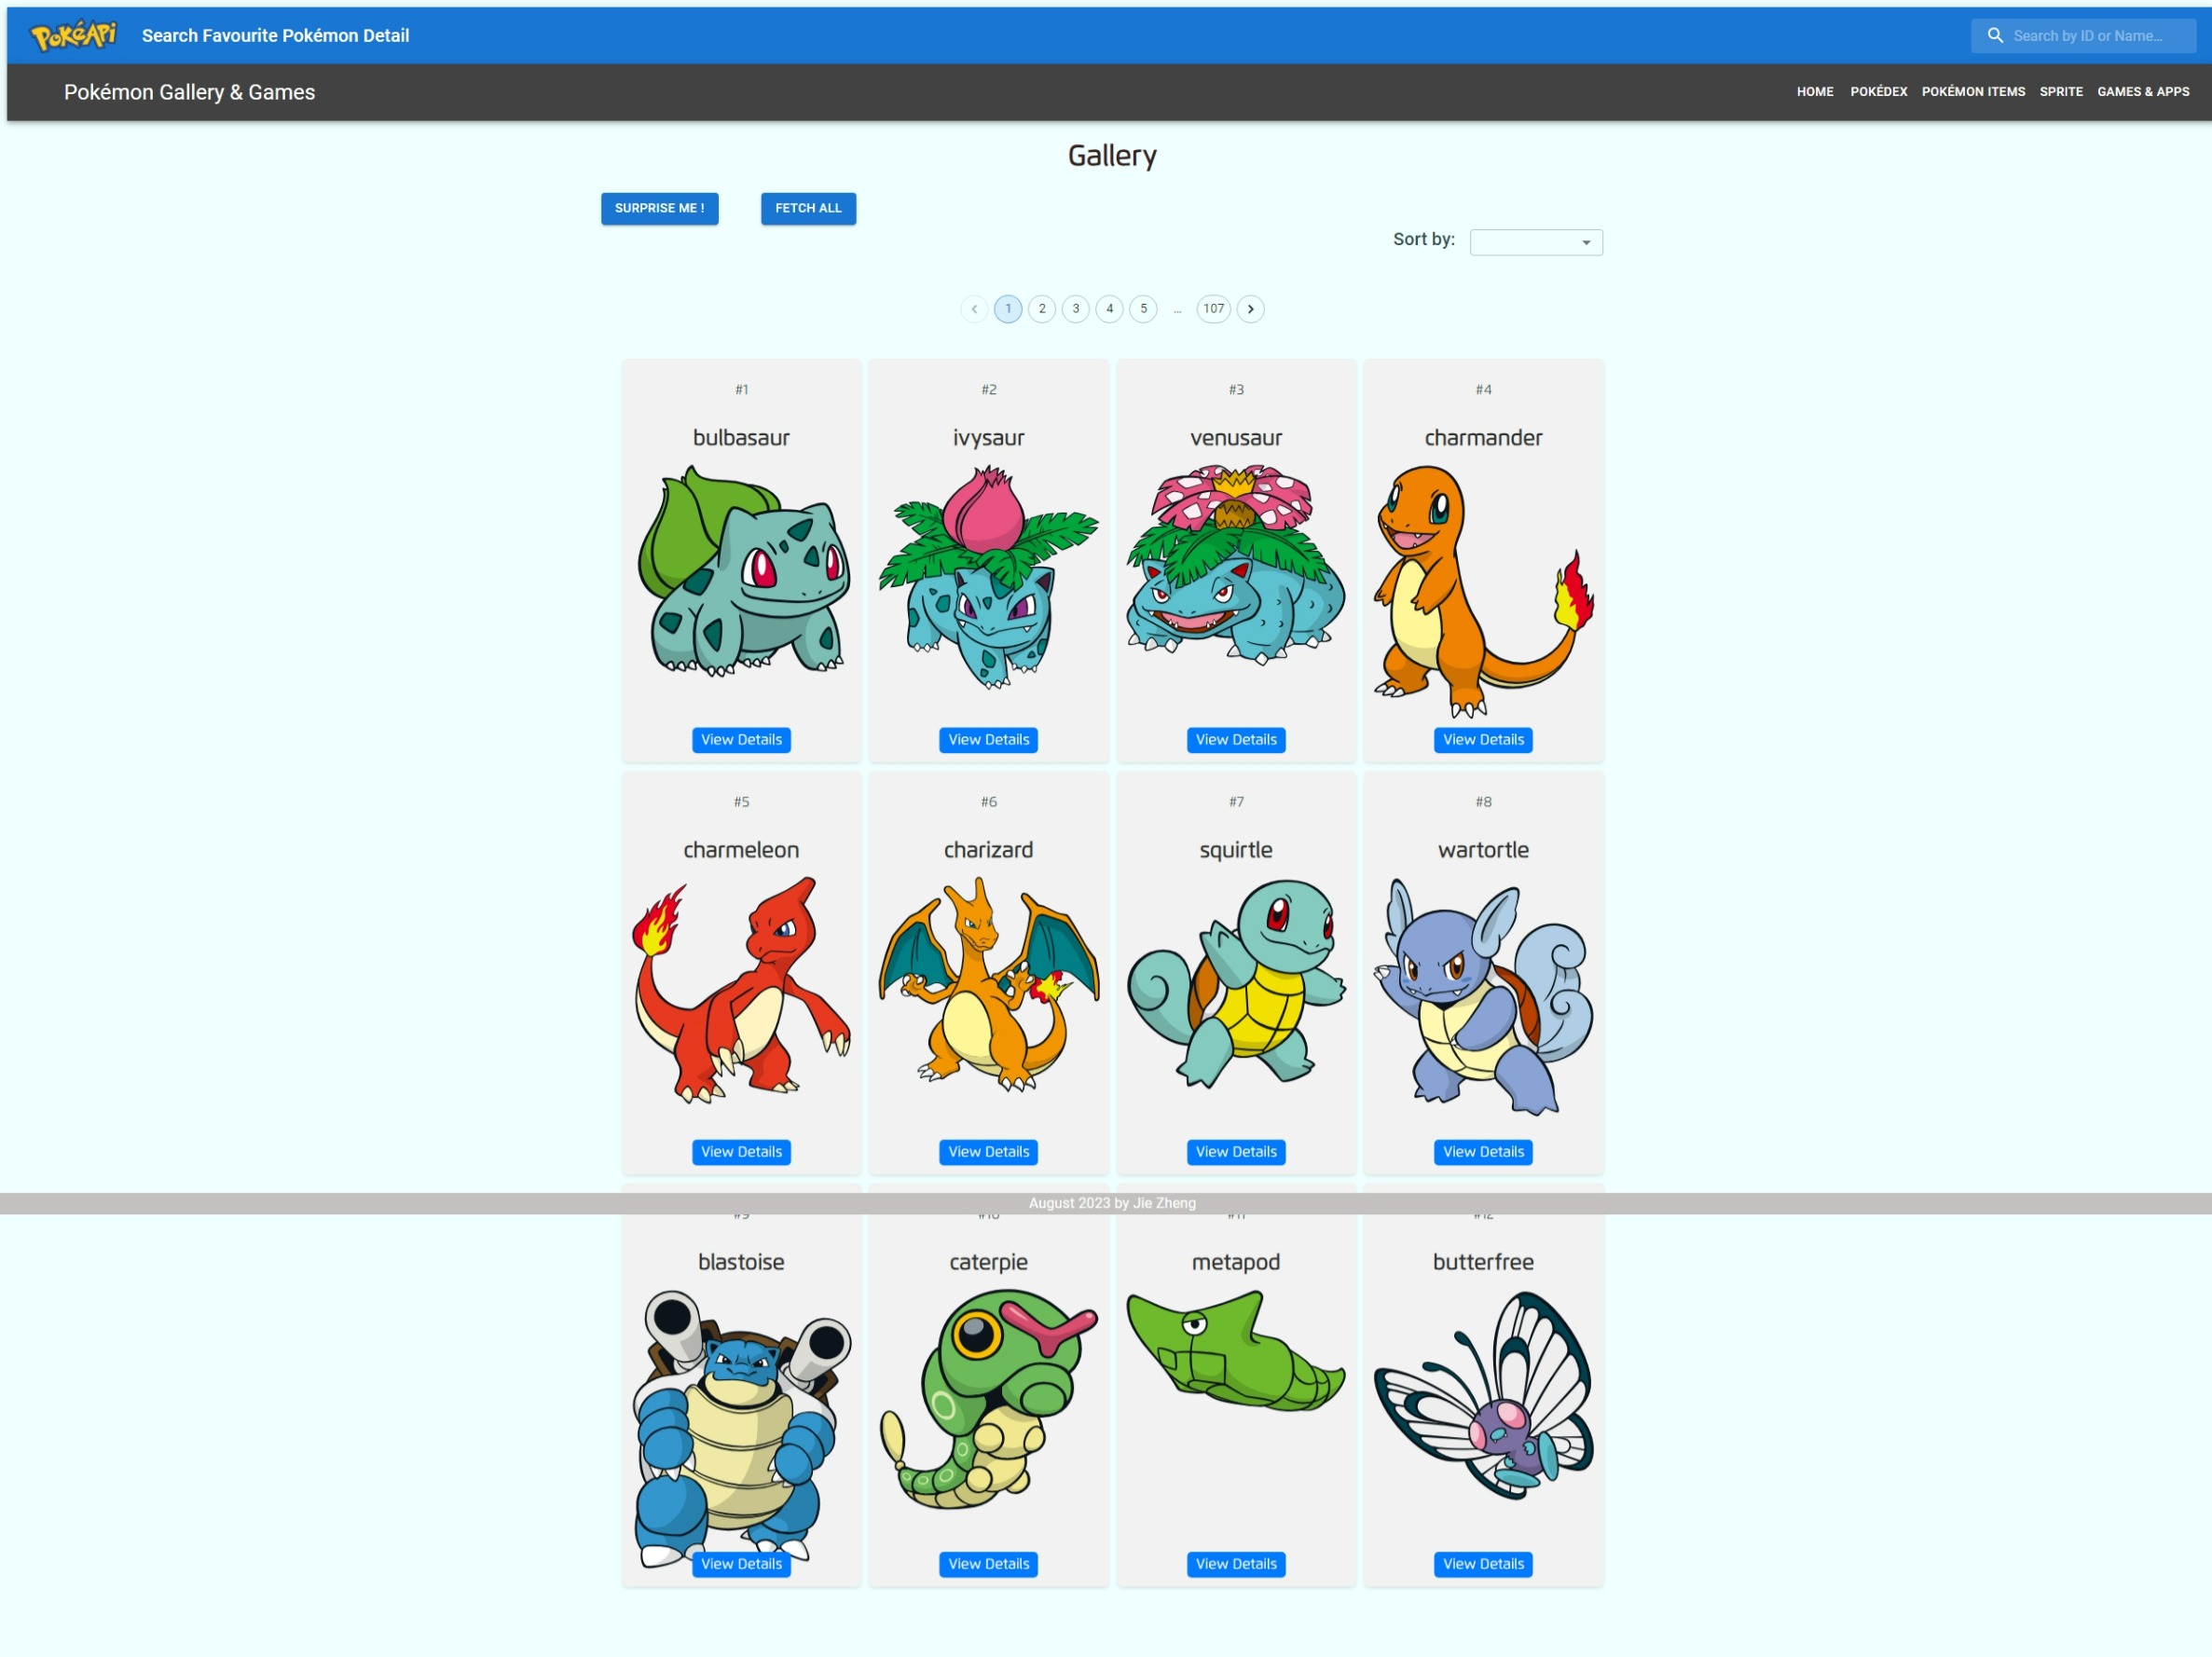 PokéAPi
Search Favourite Pokémon Detail
Search by ID or Name...
Pokémon Gallery & Games
HOME POKÉDEX POKÉMON ITEMS SPRITE GAMES & APPS
Gallery
SURPRISE ME ! FETCH ALL
Sort by:
1 2 3 4 5 ... 107
#1 #2 #3 #4
bulbasaur ivysaur venusaur charmander
View Details View Details View Details View Details
#5 #6 #7 #8
charmeleon charizard squirtle wartortle
View Details View Details View Details View Details
August 2023 by Jie Zheng
#9 #10 #11 #12
blastoise caterpie metapod butterfree
View Details View Details View Details View Details